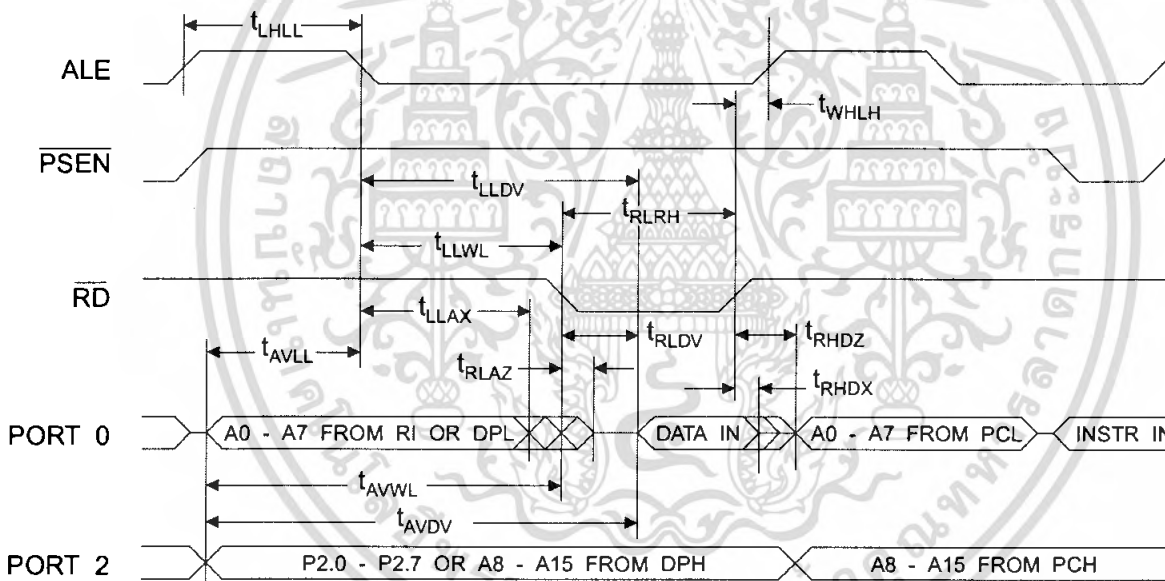 tLHLL
ALE
tWHLH
PSEN
tLLDV
tRLRH
tLLWL
RD
tLLAX
tAVLL
tRLDV
tRHDZ
tRLAZ
tRHDX
PORT 0
A0 - A7 FROM RI OR DPL
DATA IN
A0 - A7 FROM PCL
INSTR IN
tAVWL
tAVDV
PORT 2
P2.0 - P2.7 OR A8 - A15 FROM DPH
A8 - A15 FROM PCH